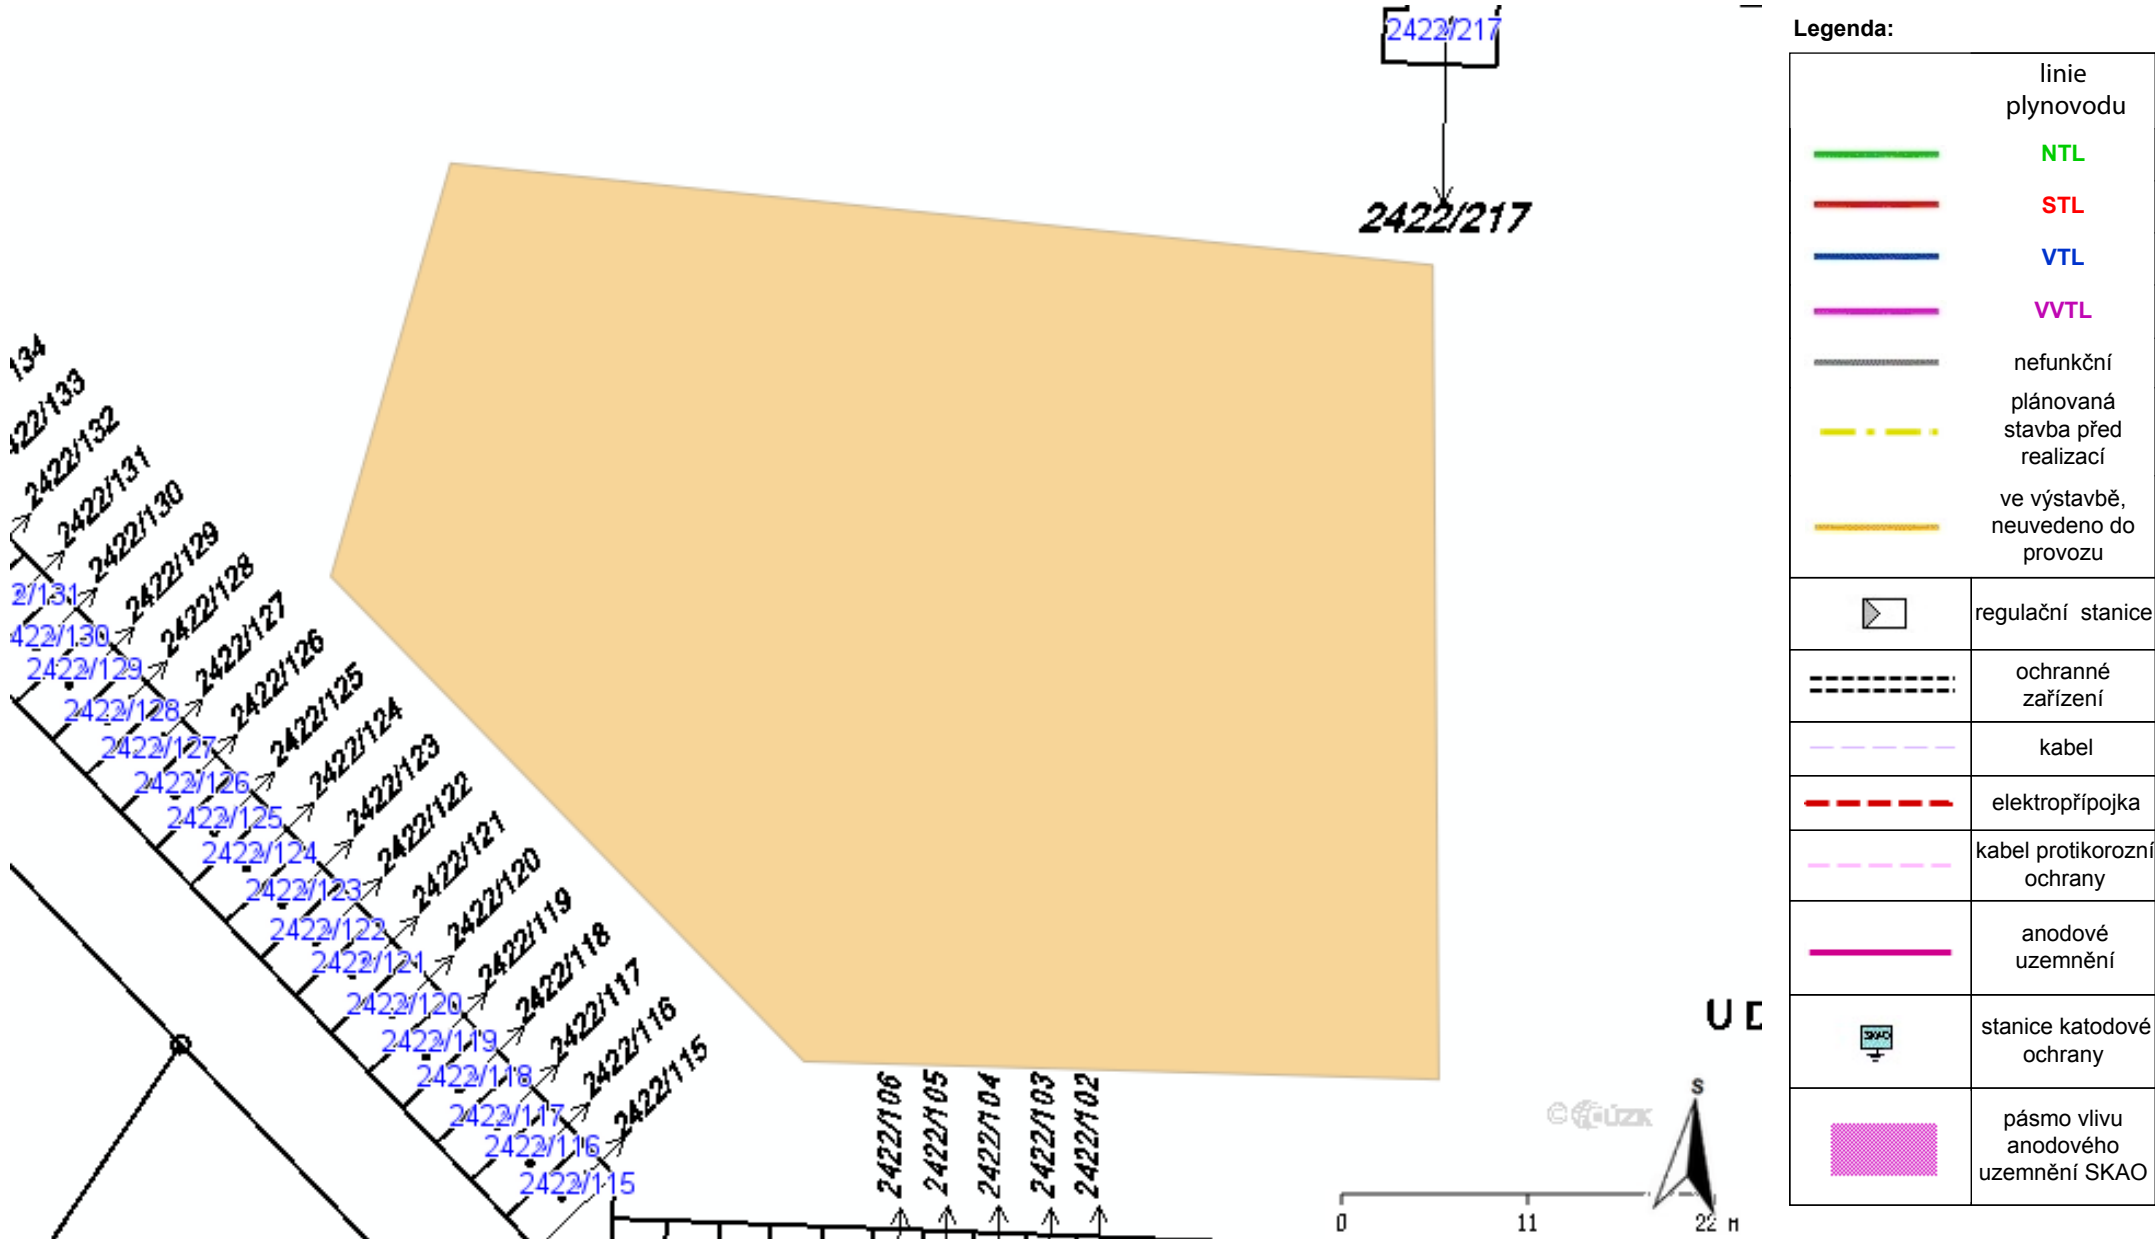 2422/217
2422/217
134
422/133
2422/132
2422/131
2422/130
2422/129
2422/128
2422/127
2422/126
2422/125
2422/124
2422/123
2422/122
2422/121
2422/120
2422/119
2422/118
2422/117
2422/116
2422/115
2/131
422/130
2422/129
2422/128
2422/127
2422/126
2422/125
2422/124
2422/123
2422/122
2422/121
2422/120
2422/119
2422/118
2422/117
2422/116
2422/115
2422/106
2422/105
2422/104
2422/103
2422/102
U
© ČÚZK
S
0 11 22 M
Legenda:
linie
plynovodu
NTL
STL
VTL
VVTL
nefunkční
plánovaná
stavba před
realizací
ve výstavbě,
neuvedeno do
provozu
regulační stanice
ochranné
zařízení
kabel
elektropřípojka
kabel protikorozní
ochrany
anodové
uzemnění
SKAO
stanice katodové
ochrany
pásmo vlivu
anodového
uzemnění SKAO